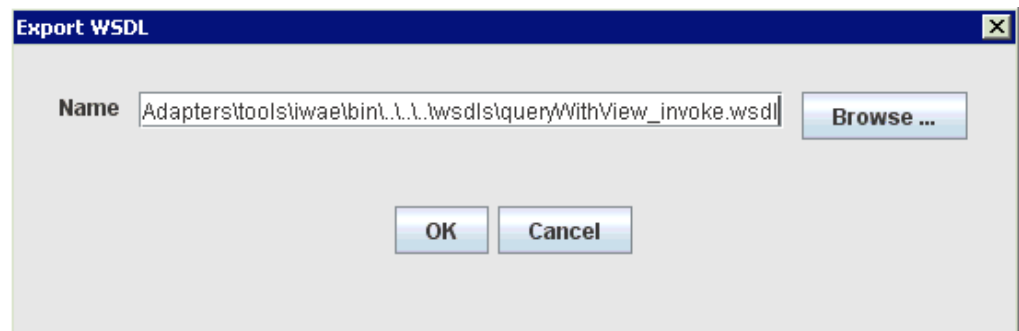 Export WSDL
Name Adapters\tools\iwae\bin\..\..\..\wsdls\queryWithView_invoke.wsdl Browse ...
OK Cancel